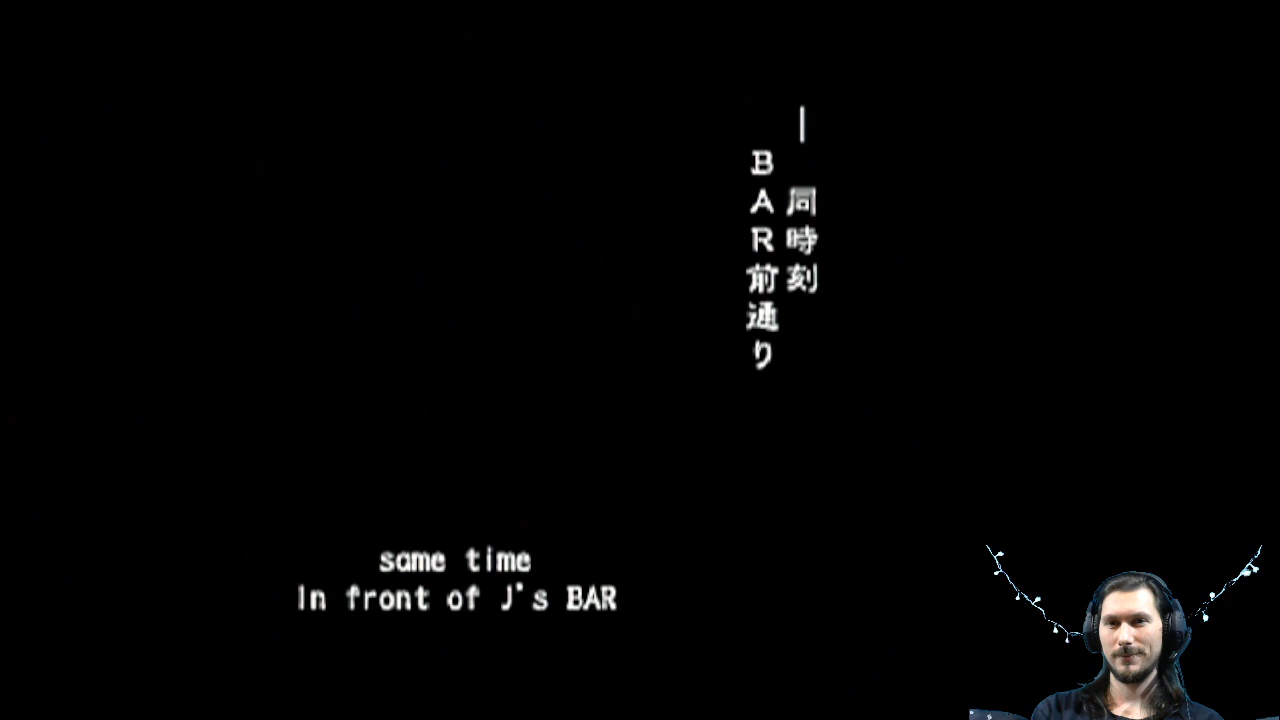 ― 同時刻
BAR前通り
same time
In front of J's BAR